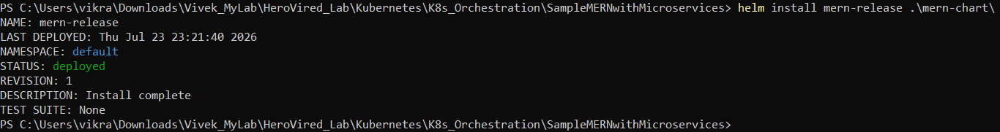 PS C:\Users\vikra\Downloads\Vivek_MyLab\HeroVired_Lab\Kubernetes\K8s_Orchestration\SampleMERNwithMicroservices> helm install mern-release .\mern-chart\
NAME: mern-release
LAST DEPLOYED: Thu Jul 23 23:21:40 2026
NAMESPACE: default
STATUS: deployed
REVISION: 1
DESCRIPTION: Install complete
TEST SUITE: None
PS C:\Users\vikra\Downloads\Vivek_MyLab\HeroVired_Lab\Kubernetes\K8s_Orchestration\SampleMERNwithMicroservices>